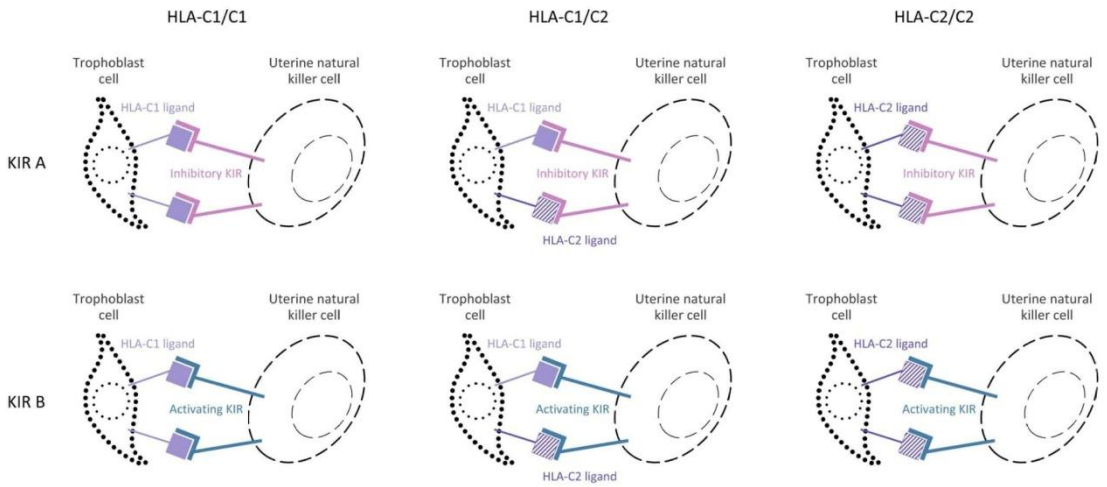 HLA-C1/C1
HLA-C1/C2
HLA-C2/C2
KIR A
Trophoblast
cell
Uterine natural
killer cell
HLA-C1 ligand
Inhibitory KIR
Trophoblast
cell
Uterine natural
killer cell
HLA-C1 ligand
Inhibitory KIR
HLA-C2 ligand
Trophoblast
cell
Uterine natural
killer cell
HLA-C2 ligand
Inhibitory KIR
KIR B
Trophoblast
cell
Uterine natural
killer cell
HLA-C1 ligand
Activating KIR
Trophoblast
cell
Uterine natural
killer cell
HLA-C1 ligand
Activating KIR
HLA-C2 ligand
Trophoblast
cell
Uterine natural
killer cell
HLA-C2 ligand
Activating KIR